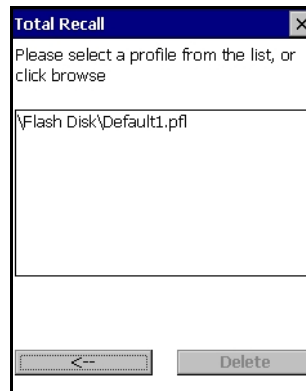 Total Recall
Please select a profile from the list, or
click browse
\Flash Disk\Default1.pfl
<--
Delete